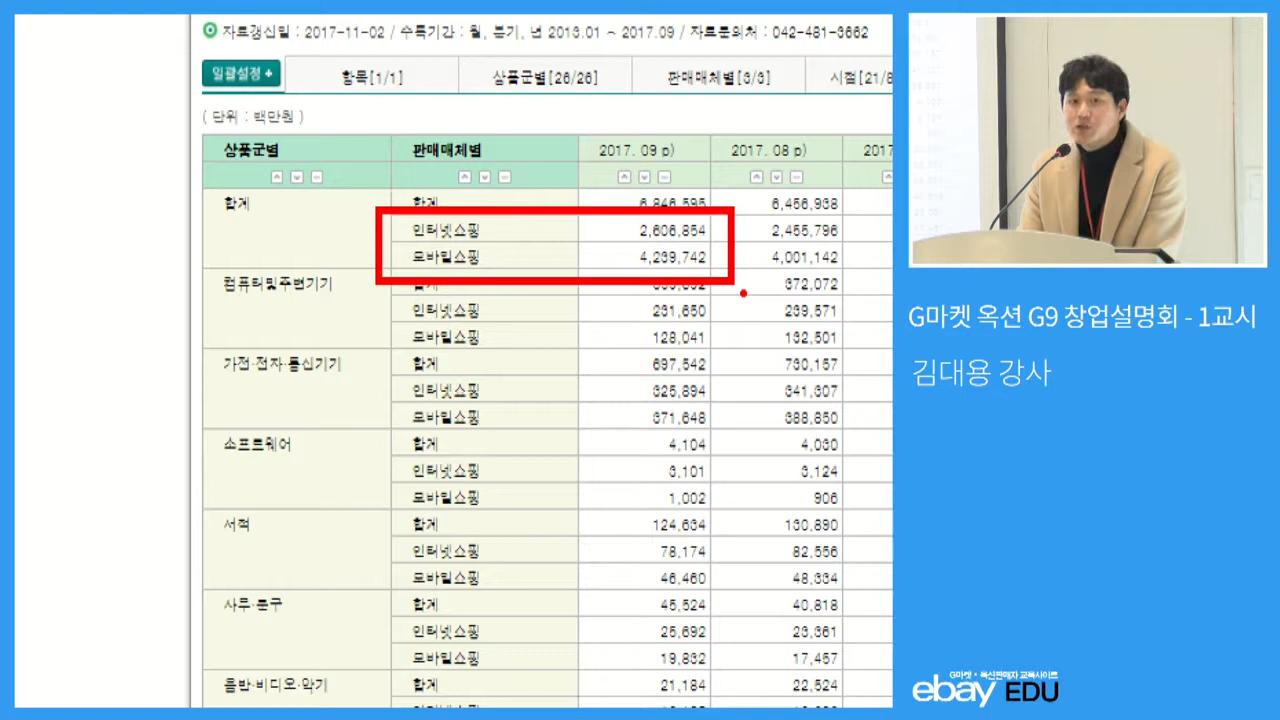 자료갱신일 : 2017-11-02 / 수록기간 : 월, 분기, 년 2013.01 ~ 2017.09 / 자료문의처 : 042-481-3662
일괄설정 + 항목[1/1] 상품군별[26/26] 판매매체별[3/3] 시점[21/8
( 단위 : 백만원 )
상품군별 판매매체별 2017. 09 p) 2017. 08 p) 2017
합계 합계 6,846,595 6,456,938
인터넷쇼핑 2,606,854 2,455,796
모바일쇼핑 4,239,742 4,001,142
컴퓨터및주변기기 합계 372,072
인터넷쇼핑 231,650 239,571
모바일쇼핑 128,041 132,501
가전·전자·통신기기 합계 697,542 730,157
인터넷쇼핑 325,894 341,307
모바일쇼핑 371,648 388,850
소프트웨어 합계 4,104 4,030
인터넷쇼핑 3,101 3,124
모바일쇼핑 1,002 906
서적 합계 124,634 130,890
인터넷쇼핑 78,174 82,556
모바일쇼핑 46,460 48,334
사무·문구 합계 45,524 40,818
인터넷쇼핑 25,692 23,361
모바일쇼핑 19,832 17,457
음반·비디오·악기 합계 21,184 22,524
G마켓 옥션 G9 창업설명회 - 1교시
김대용 강사
G마켓 · 옥션판매자 교육사이트
ebay EDU